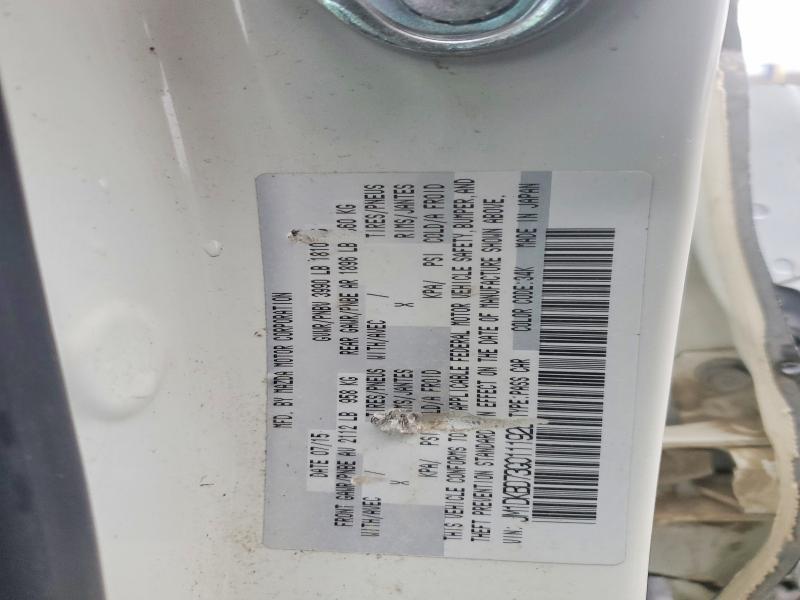 MFD. BY MAZDA MOTOR CORPORATION
DATE 07/15 GVWR/PNBV 3990 LB 1810
FRONT GAWR/PNBE AV 2112 LB 958 KG REAR GAWR/PNBE AR 1896 LB 60 KG
WITH/AVEC / TIRES/PNEUS WITH/AVEC / TIRES/PNEUS
X RIMS/JANTES X RIMS/JANTES
KPA/ PSI COLD/A FROID KPA/ PSI COLD/A FROID
THIS VEHICLE CONFORMS TO APPLICABLE FEDERAL MOTOR VEHICLE SAFETY, BUMPER, AND
THEFT PREVENTION STANDARD IN EFFECT ON THE DATE OF MANUFACTURE SHOWN ABOVE.
VIN: JM1DKBD73G0111920 TYPE:PASS CAR COLOR CODE:34K MADE IN JAPAN